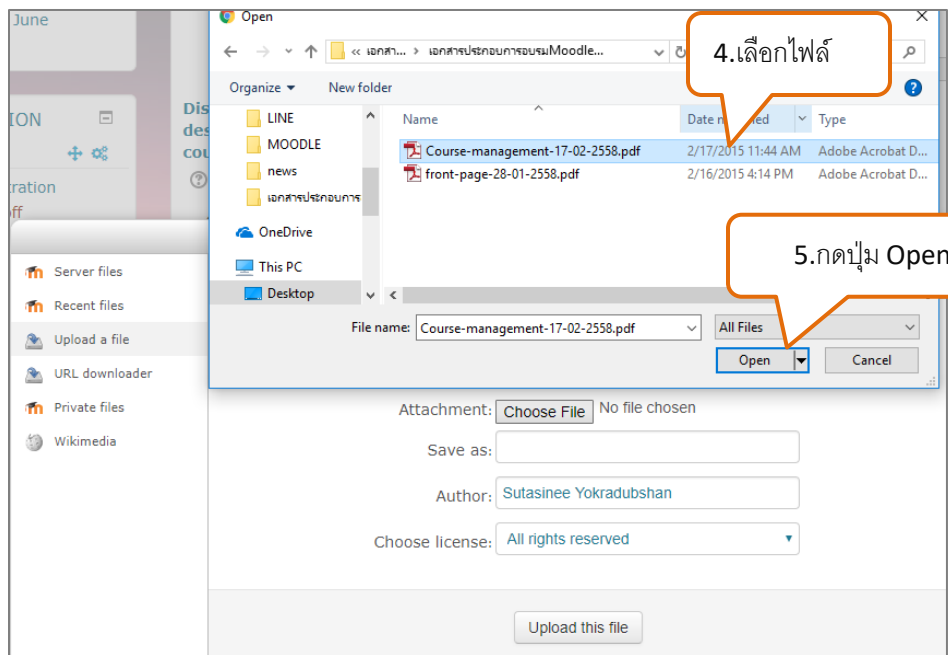 June
Open
« เอกสา... > เอกสารประกอบการอบรมMoodle...
4.เลือกไฟล์
Organize
New folder
ION
Dis
des
cou
ration
ff
LINE
MOODLE
news
เอกสารประกอบการ
OneDrive
This PC
Desktop
Name
Type
Course-management-17-02-2558.pdf 2/17/2015 11:44 AM Adobe Acrobat D...
front-page-28-01-2558.pdf 2/16/2015 4:14 PM Adobe Acrobat D...
5.กดปุ่ม Open
File name: Course-management-17-02-2558.pdf All Files
Open Cancel
Server files
Recent files
Upload a file
URL downloader
Private files
Wikimedia
Attachment: Choose File No file chosen
Save as:
Author: Sutasinee Yokradubshan
Choose license: All rights reserved
Upload this file